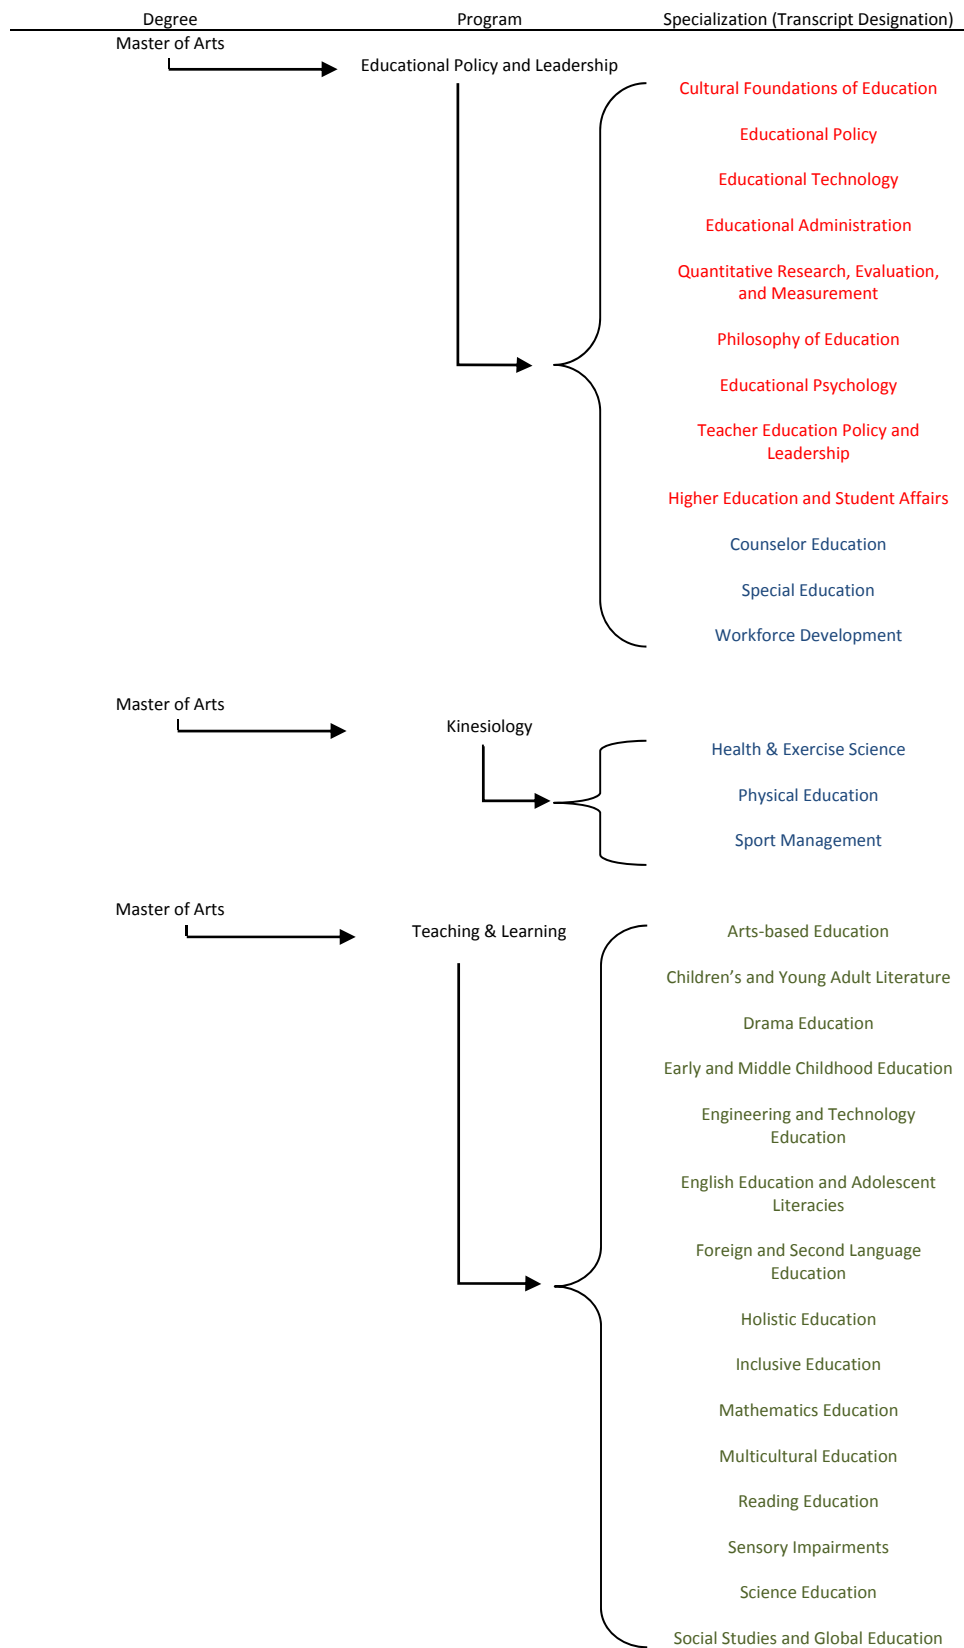 Degree Program Specialization (Transcript Designation)
Master of Arts
Educational Policy and Leadership
Cultural Foundations of Education
Educational Policy
Educational Technology
Educational Administration
Quantitative Research, Evaluation,
and Measurement
Philosophy of Education
Educational Psychology
Teacher Education Policy and
Leadership
Higher Education and Student Affairs
Counselor Education
Special Education
Workforce Development
Master of Arts
Kinesiology
Health & Exercise Science
Physical Education
Sport Management
Master of Arts
Teaching & Learning
Arts-based Education
Children’s and Young Adult Literature
Drama Education
Early and Middle Childhood Education
Engineering and Technology
Education
English Education and Adolescent
Literacies
Foreign and Second Language
Education
Holistic Education
Inclusive Education
Mathematics Education
Multicultural Education
Reading Education
Sensory Impairments
Science Education
Social Studies and Global Education